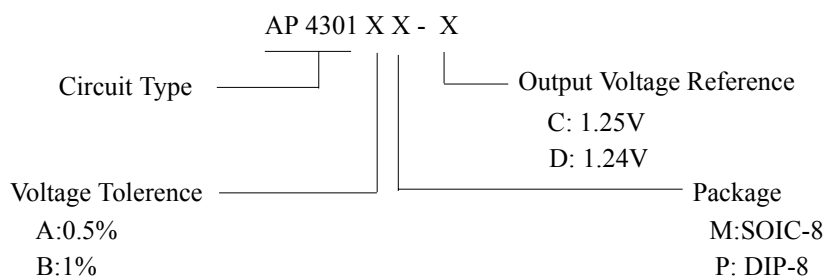 AP 4301 X X - X
Circuit Type
Output Voltage Reference
C: 1.25V
D: 1.24V
Voltage Tolerence
A:0.5%
B:1%
Package
M:SOIC-8
P: DIP-8